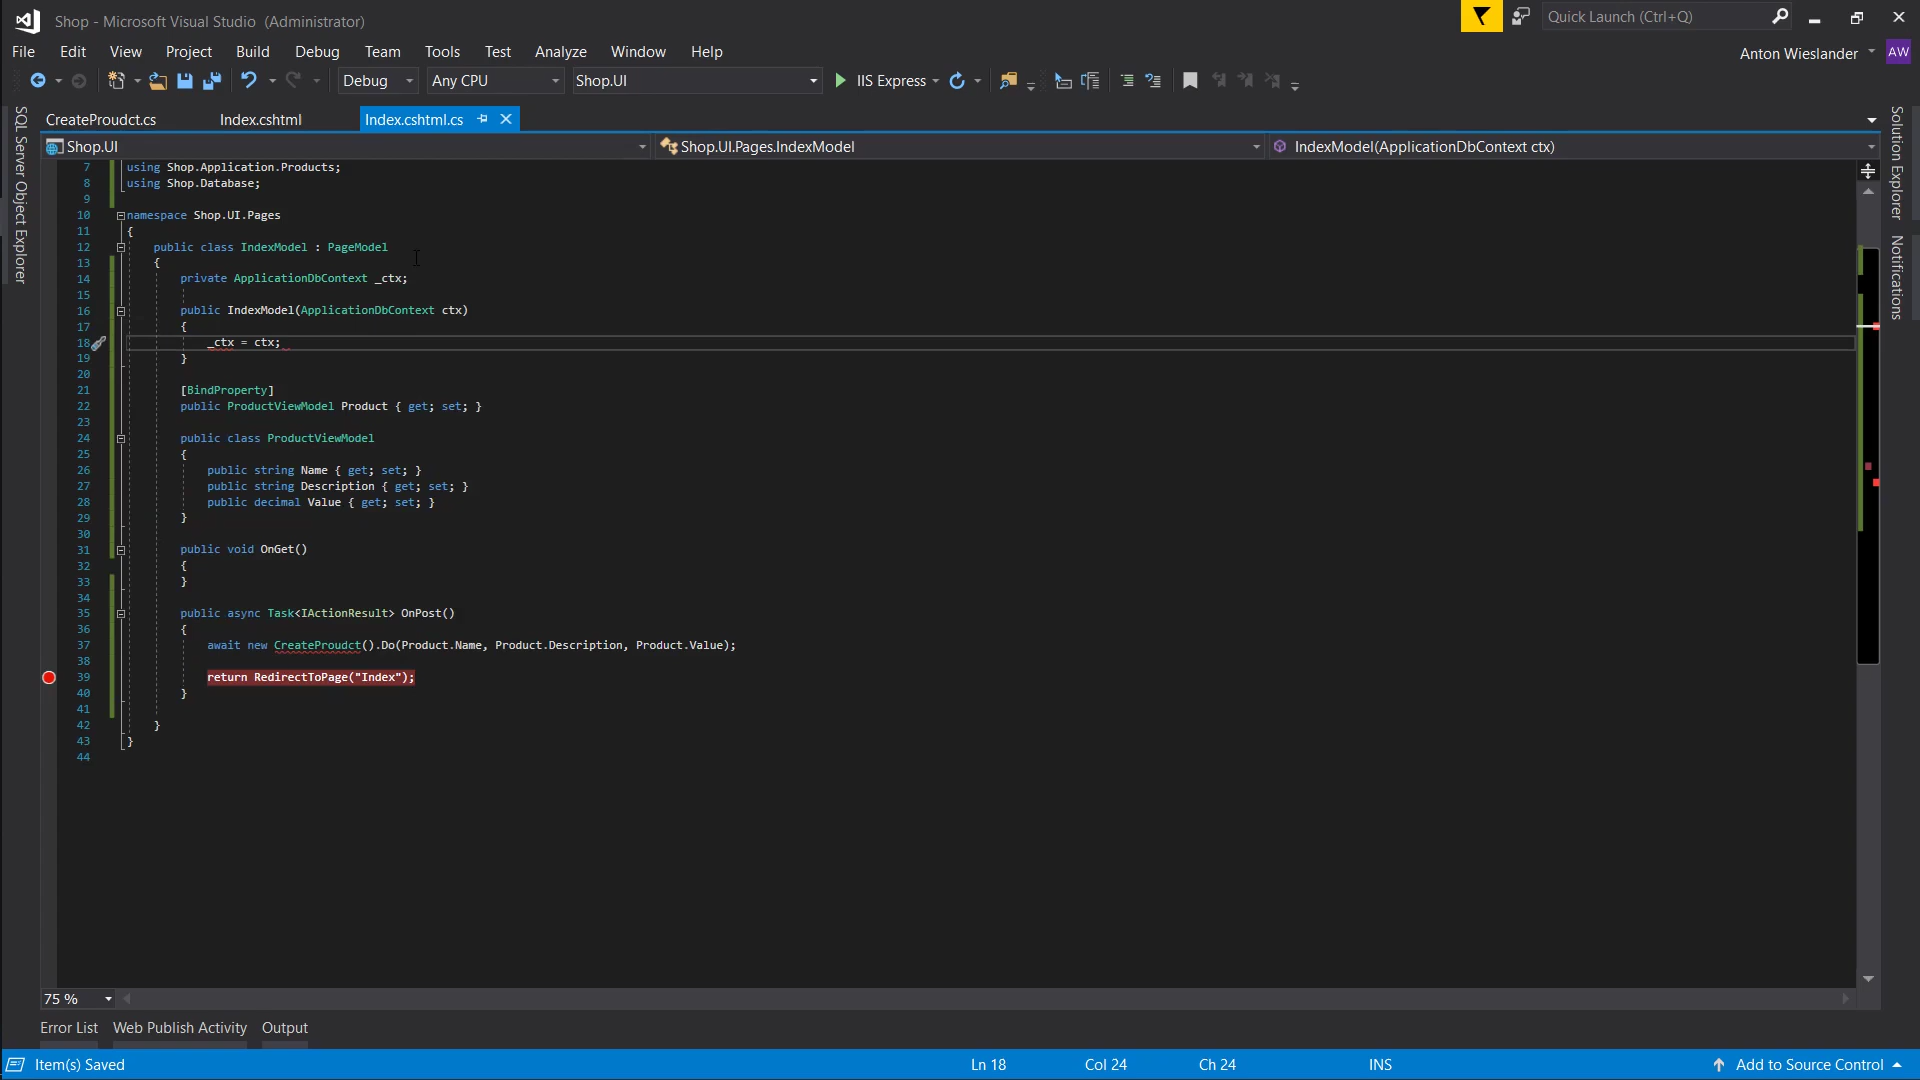 Shop - Microsoft Visual Studio (Administrator)
Quick Launch (Ctrl+Q)
File Edit View Project Build Debug Team Tools Test Analyze Window Help
Anton Wieslander AW
Debug Any CPU Shop.UI IIS Express
SQL Server Object Explorer
Solution Explorer
Notifications
CreateProudct.cs Index.cshtml Index.cshtml.cs
Shop.UI Shop.UI.Pages.IndexModel IndexModel(ApplicationDbContext ctx)
7 using Shop.Application.Products;
8 using Shop.Database;
9
10 namespace Shop.UI.Pages
11 {
12 public class IndexModel : PageModel
13 {
14 private ApplicationDbContext _ctx;
15
16 public IndexModel(ApplicationDbContext ctx)
17 {
18 _ctx = ctx;
19 }
20
21 [BindProperty]
22 public ProductViewModel Product { get; set; }
23
24 public class ProductViewModel
25 {
26 public string Name { get; set; }
27 public string Description { get; set; }
28 public decimal Value { get; set; }
29 }
30
31 public void OnGet()
32 {
33 }
34
35 public async Task<IActionResult> OnPost()
36 {
37 await new CreateProudct().Do(Product.Name, Product.Description, Product.Value);
38
39 return RedirectToPage("Index");
40 }
41
42 }
43 }
44
75 %
Error List Web Publish Activity Output
Item(s) Saved Ln 18 Col 24 Ch 24 INS Add to Source Control